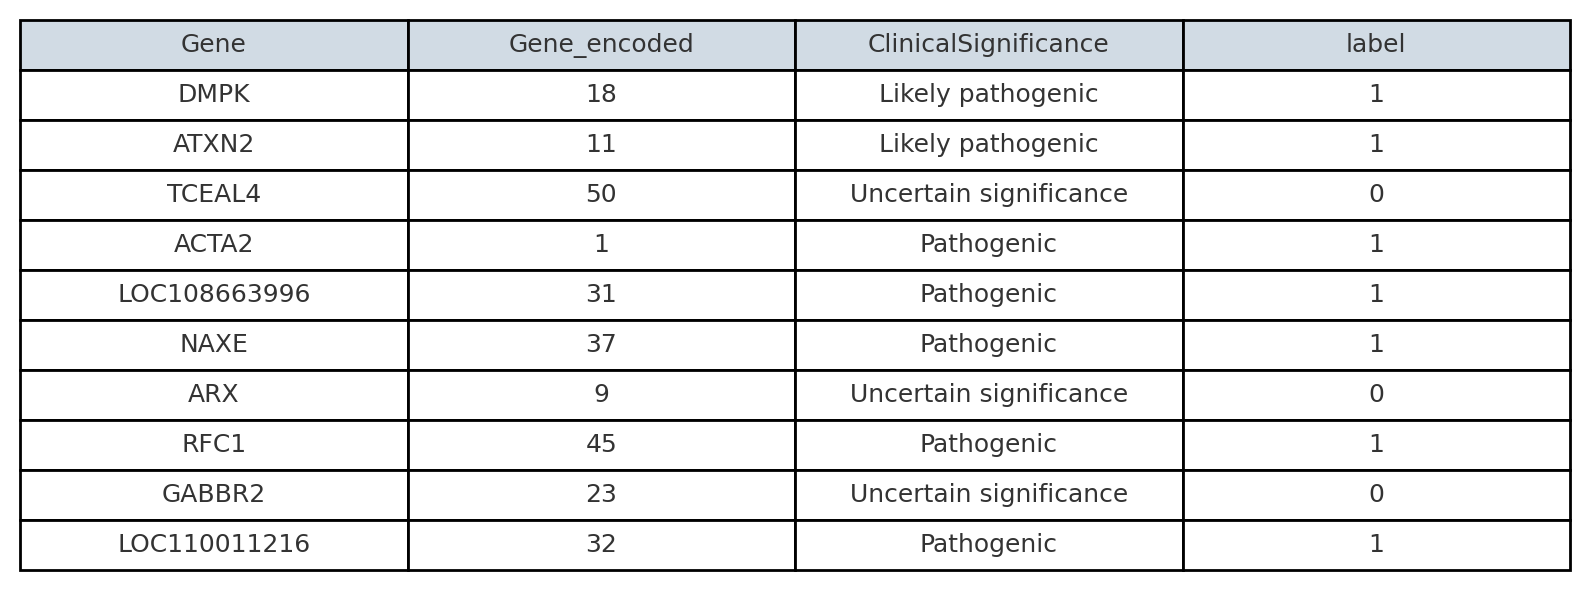 Gene Gene_encoded ClinicalSignificance label
DMPK 18 Likely pathogenic 1
ATXN2 11 Likely pathogenic 1
TCEAL4 50 Uncertain significance 0
ACTA2 1 Pathogenic 1
LOC108663996 31 Pathogenic 1
NAXE 37 Pathogenic 1
ARX 9 Uncertain significance 0
RFC1 45 Pathogenic 1
GABBR2 23 Uncertain significance 0
LOC110011216 32 Pathogenic 1